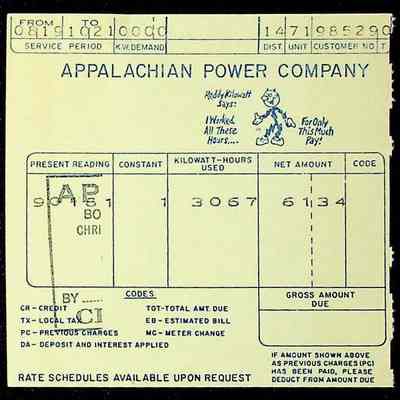 FROM TO
08191021 0000 1471985290
SERVICE PERIOD K.W. DEMAND DIST. UNIT CUSTOMER NO. T
APPALACHIAN POWER COMPANY
Reddy Kilowatt
Says:
I Worked
All These
Hours....
For Only
This Much
Pay!
PRESENT READING CONSTANT KILOWATT-HOURS USED NET AMOUNT CODE
90161 1 3067 6134
AP
BO
CHRI
BY
CI
CODES
GROSS AMOUNT
DUE
CR - CREDIT TOT-TOTAL AMT. DUE
TX - LOCAL TAX EB - ESTIMATED BILL
PC - PREVIOUS CHARGES MC - METER CHANGE
DA - DEPOSIT AND INTEREST APPLIED
IF AMOUNT SHOWN ABOVE
AS PREVIOUS CHARGES (PC)
HAS BEEN PAID, PLEASE
DEDUCT FROM AMOUNT DUE
RATE SCHEDULES AVAILABLE UPON REQUEST